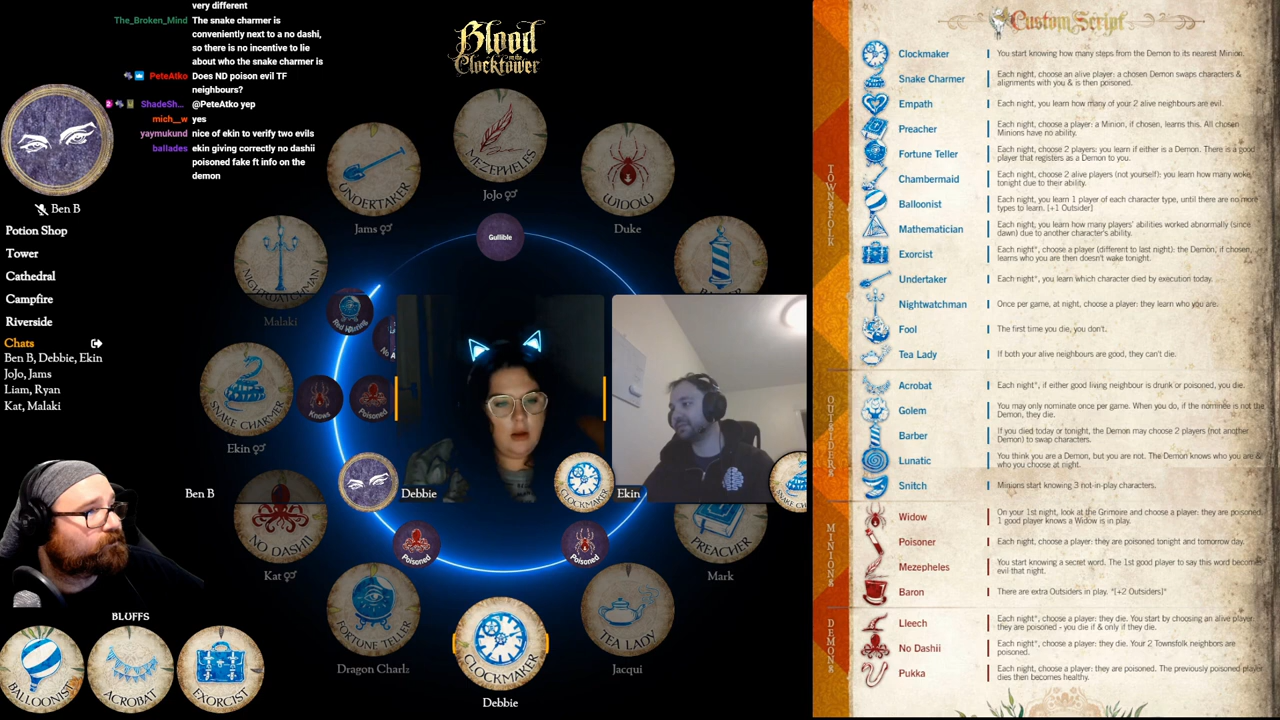 very different
The_Broken_Mind The snake charmer is
conveniently next to a no dashi,
so there is no incentive to lie
about who the snake charmer is
PeteAtko Does ND poison evil TF
neighbours?
ShadeSh... @PeteAtko yep
mich__w yes
yaymukund nice of ekin to verify two evils
ballades ekin giving correctly no dashii
poisoned fake ft info on the
demon
Ben B
Potion Shop
Tower
Cathedral
Campfire
Riverside
Chats
Ben B, Debbie, Ekin
JoJo, Jams
Liam, Ryan
Kat, Malaki
BLUFFS
BALLOONIST
ACROBAT
EXORCIST
Blood
on the
Clocktower
MEZEPHELES
JoJo
UNDERTAKER
Jams
WIDOW
Duke
Gullible
NIGHTWATCHMAN
Malaki
Red Herring
No A
SNAKE CHARMER
Ekin
Knows
Poisoned
Ben B
Debbie
CLOCKMAKER
Ekin
NO DASHII
Kat
Poisoned
Poisoned
PREACHER
Mark
FORTUNE TELLER
Dragon Charlz
CLOCKMAKER
Debbie
TEA LADY
Jacqui
Custom Script
TOWNSFOLK
Clockmaker You start knowing how many steps from the Demon to its nearest Minion.
Snake Charmer Each night, choose an alive player: a chosen Demon swaps characters &
alignments with you & is then poisoned.
Empath Each night, you learn how many of your 2 alive neighbours are evil.
Preacher Each night, choose a player: a Minion, if chosen, learns this. All chosen
Minions have no ability.
Fortune Teller Each night, choose 2 players: you learn if either is a Demon. There is a good
player that registers as a Demon to you.
Chambermaid Each night, choose 2 alive players (not yourself): you learn how many woke
tonight due to their ability.
Balloonist Each night, you learn 1 player of each character type, until there are no more
types to learn. [+1 Outsider]
Mathematician Each night, you learn how many players' abilities worked abnormally (since
dawn) due to another character's ability.
Exorcist Each night*, choose a player (different to last night): the Demon, if chosen,
learns who you are then doesn't wake tonight.
Undertaker Each night*, you learn which character died by execution today.
Nightwatchman Once per game, at night, choose a player: they learn who you are.
Fool The first time you die, you don't.
Tea Lady If both your alive neighbours are good, they can't die.
OUTSIDERS
Acrobat Each night*, if either good living neighbour is drunk or poisoned, you die.
Golem You may only nominate once per game. When you do, if the nominee is not the
Demon, they die.
Barber If you died today or tonight, the Demon may choose 2 players (not another
Demon) to swap characters.
Lunatic You think you are a Demon, but you are not. The Demon knows who you are &
who you choose at night.
Snitch Minions start knowing 3 not-in-play characters.
MINIONS
Widow On your 1st night, look at the Grimoire and choose a player: they are poisoned.
1 good player knows a Widow is in play.
Poisoner Each night, choose a player: they are poisoned tonight and tomorrow day.
Mezepheles You start knowing a secret word. The 1st good player to say this word becomes
evil that night.
Baron There are extra Outsiders in play. *[+2 Outsiders]*
DEMONS
Lleech Each night*, choose a player: they die. You start by choosing an alive player:
they are poisoned - you die if & only if they die.
No Dashii Each night*, choose a player: they die. Your 2 Townsfolk neighbors are
poisoned.
Pukka Each night, choose a player: they are poisoned. The previously poisoned player
dies then becomes healthy.